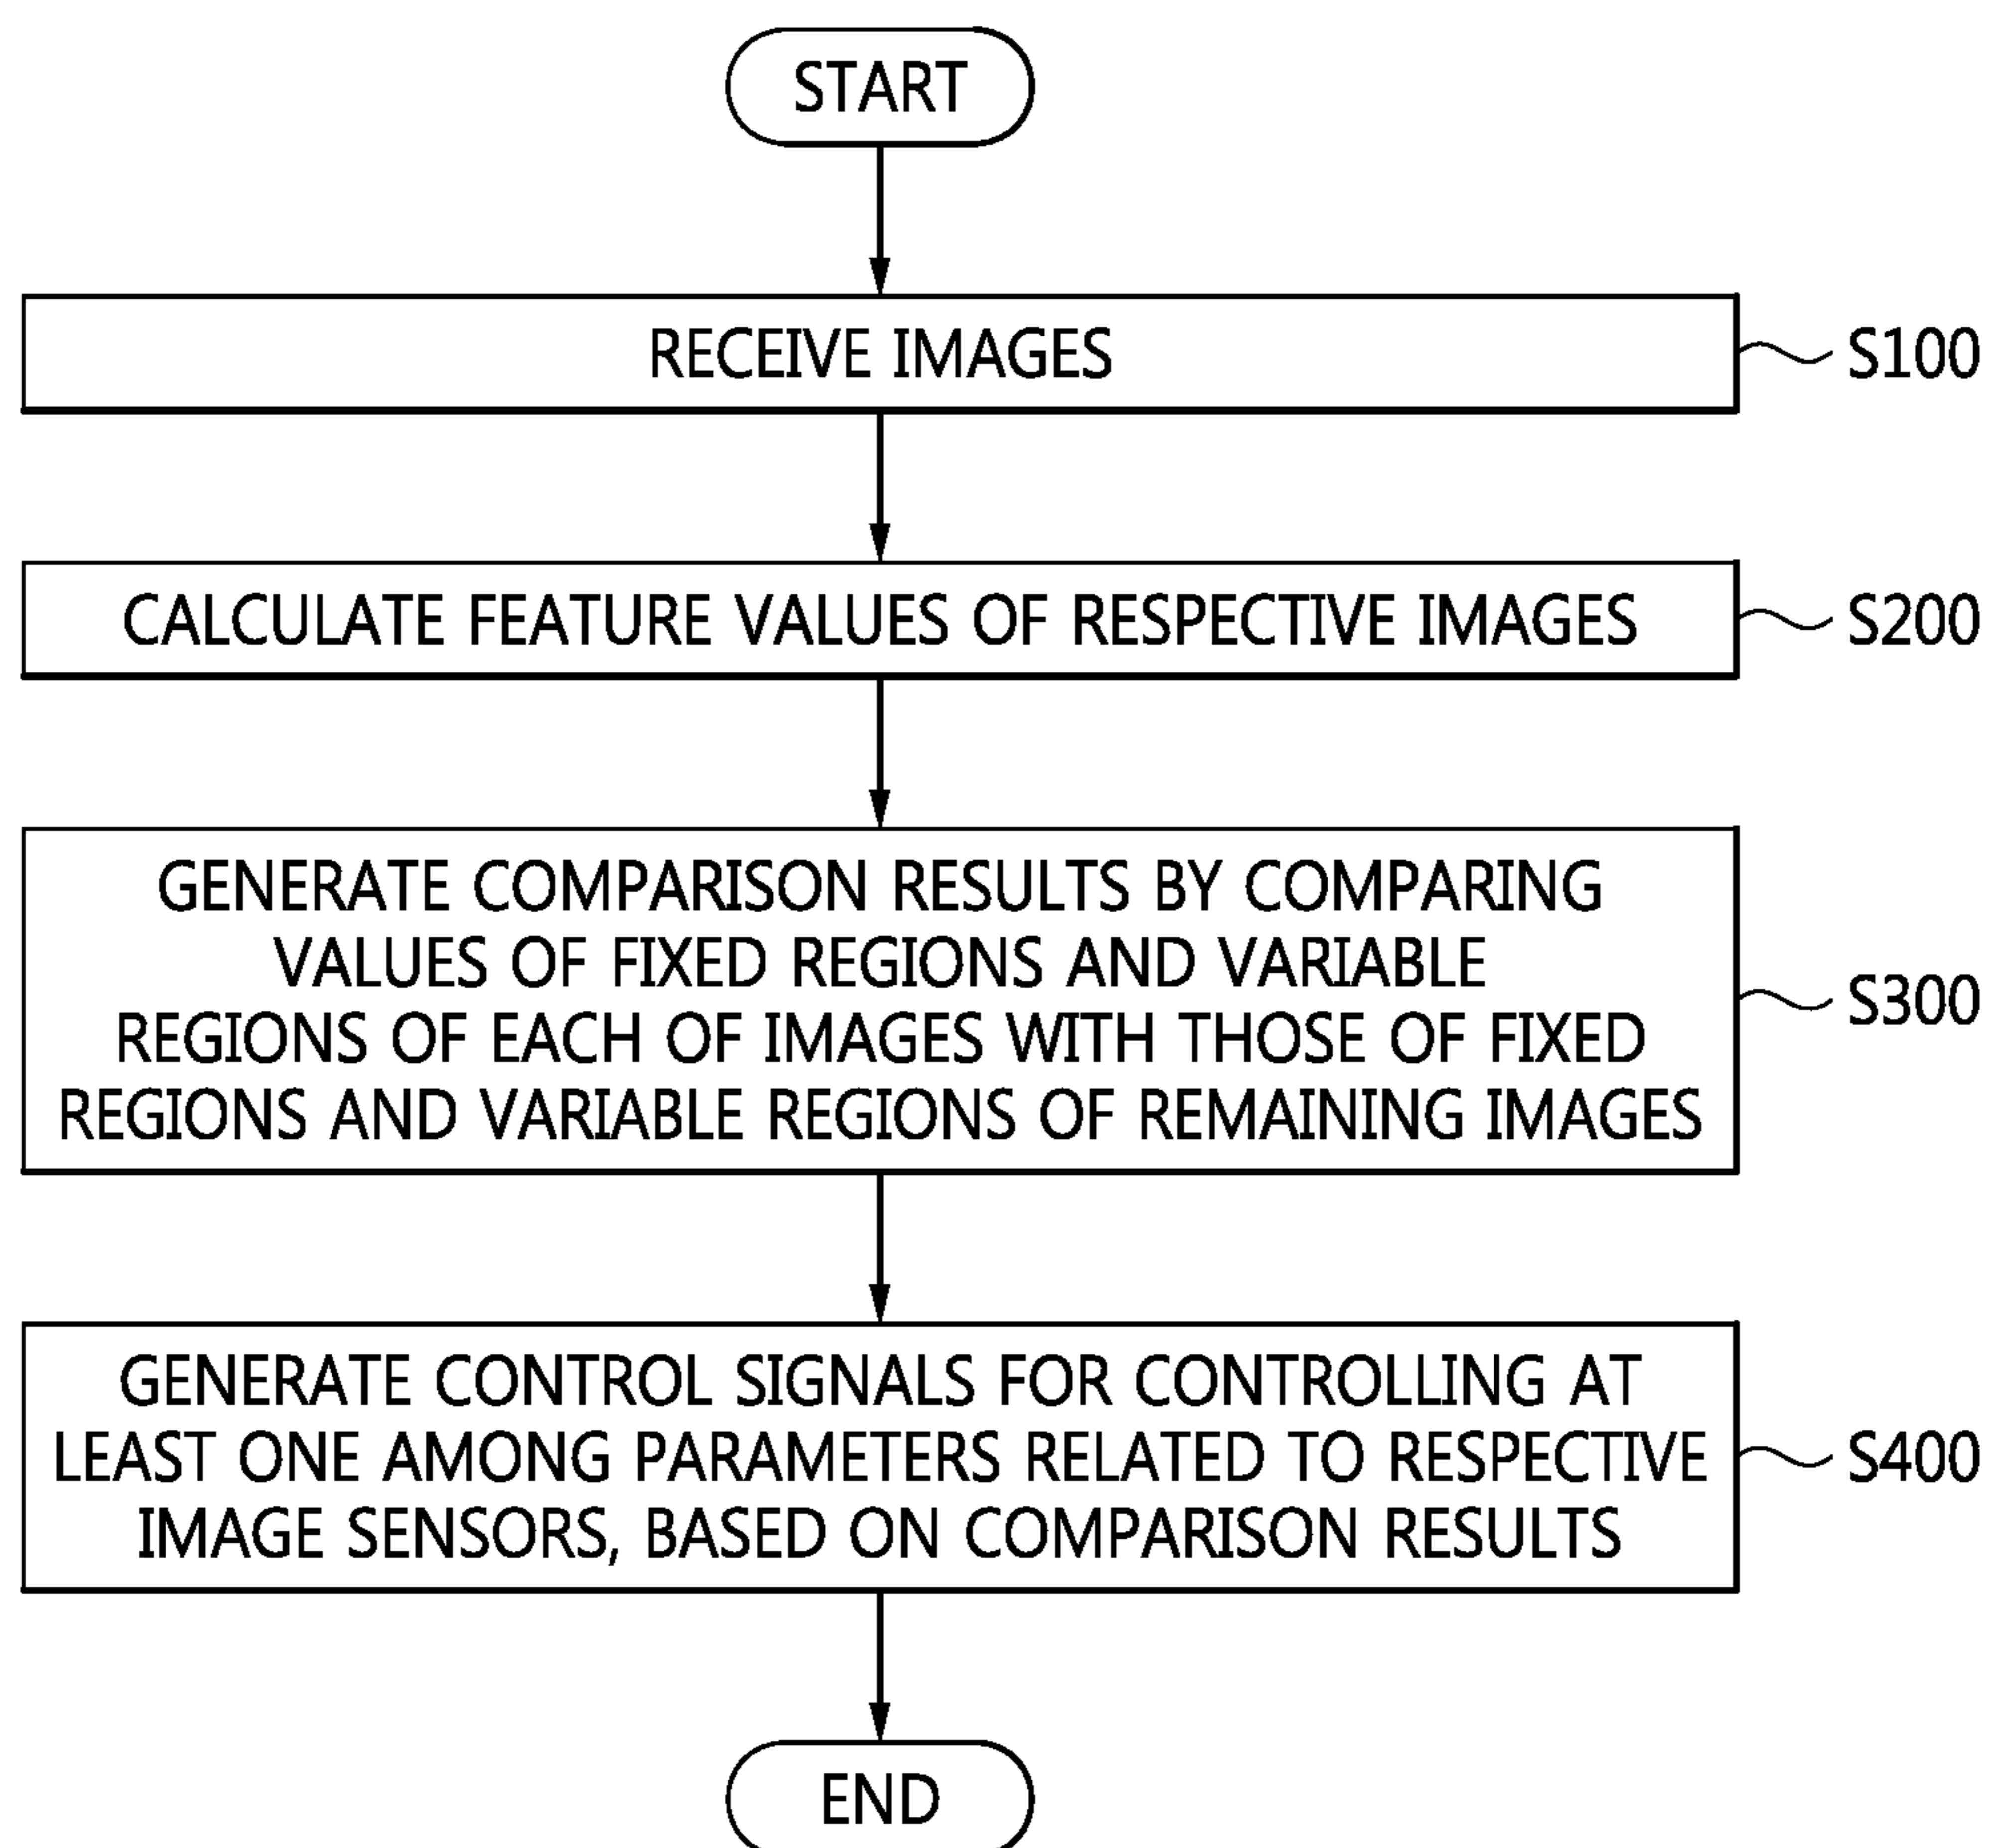 START
RECEIVE IMAGES
S100
CALCULATE FEATURE VALUES OF RESPECTIVE IMAGES
S200
GENERATE COMPARISON RESULTS BY COMPARING
VALUES OF FIXED REGIONS AND VARIABLE
REGIONS OF EACH OF IMAGES WITH THOSE OF FIXED
REGIONS AND VARIABLE REGIONS OF REMAINING IMAGES
S300
GENERATE CONTROL SIGNALS FOR CONTROLLING AT
LEAST ONE AMONG PARAMETERS RELATED TO RESPECTIVE
IMAGE SENSORS, BASED ON COMPARISON RESULTS
S400
END